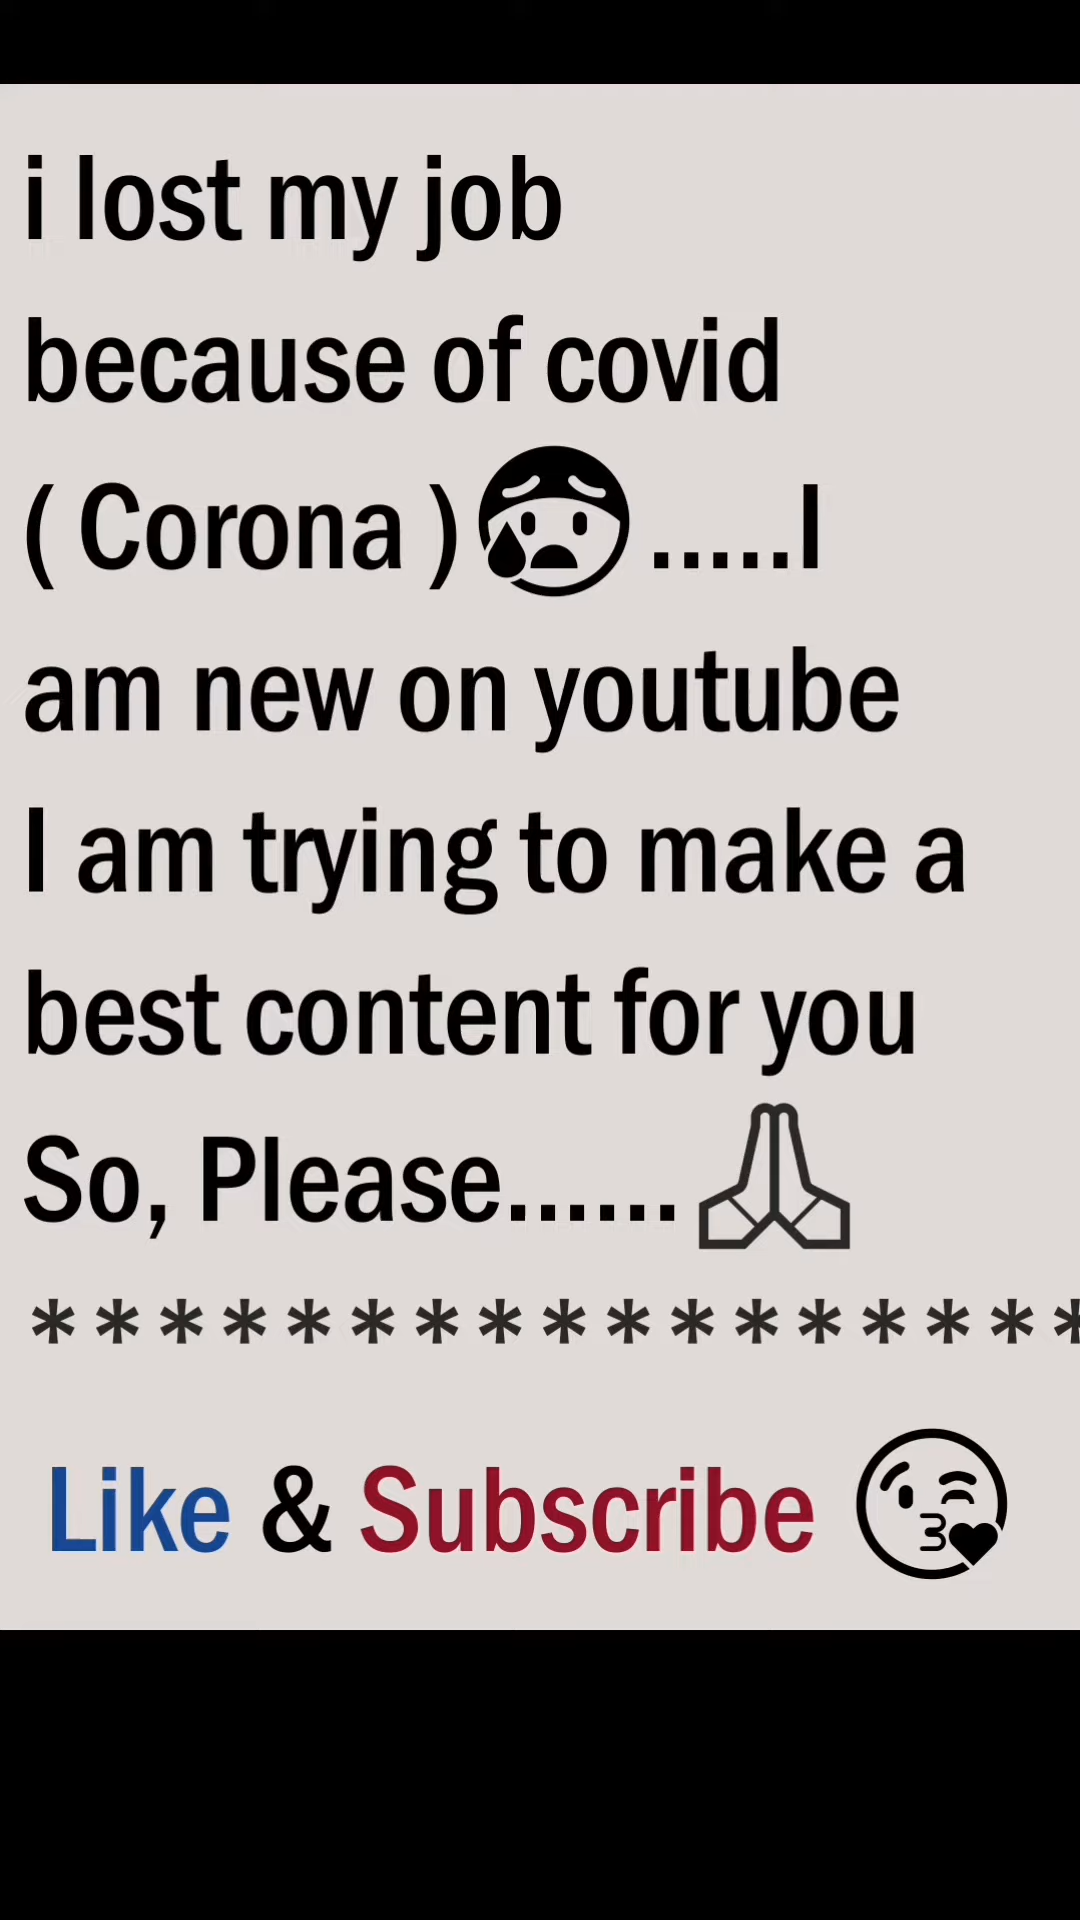 i lost my job
because of covid
( Corona )😰.....I
am new on youtube
I am trying to make a
best content for you
So, Please......🙏
*****************
Like & Subscribe 😘